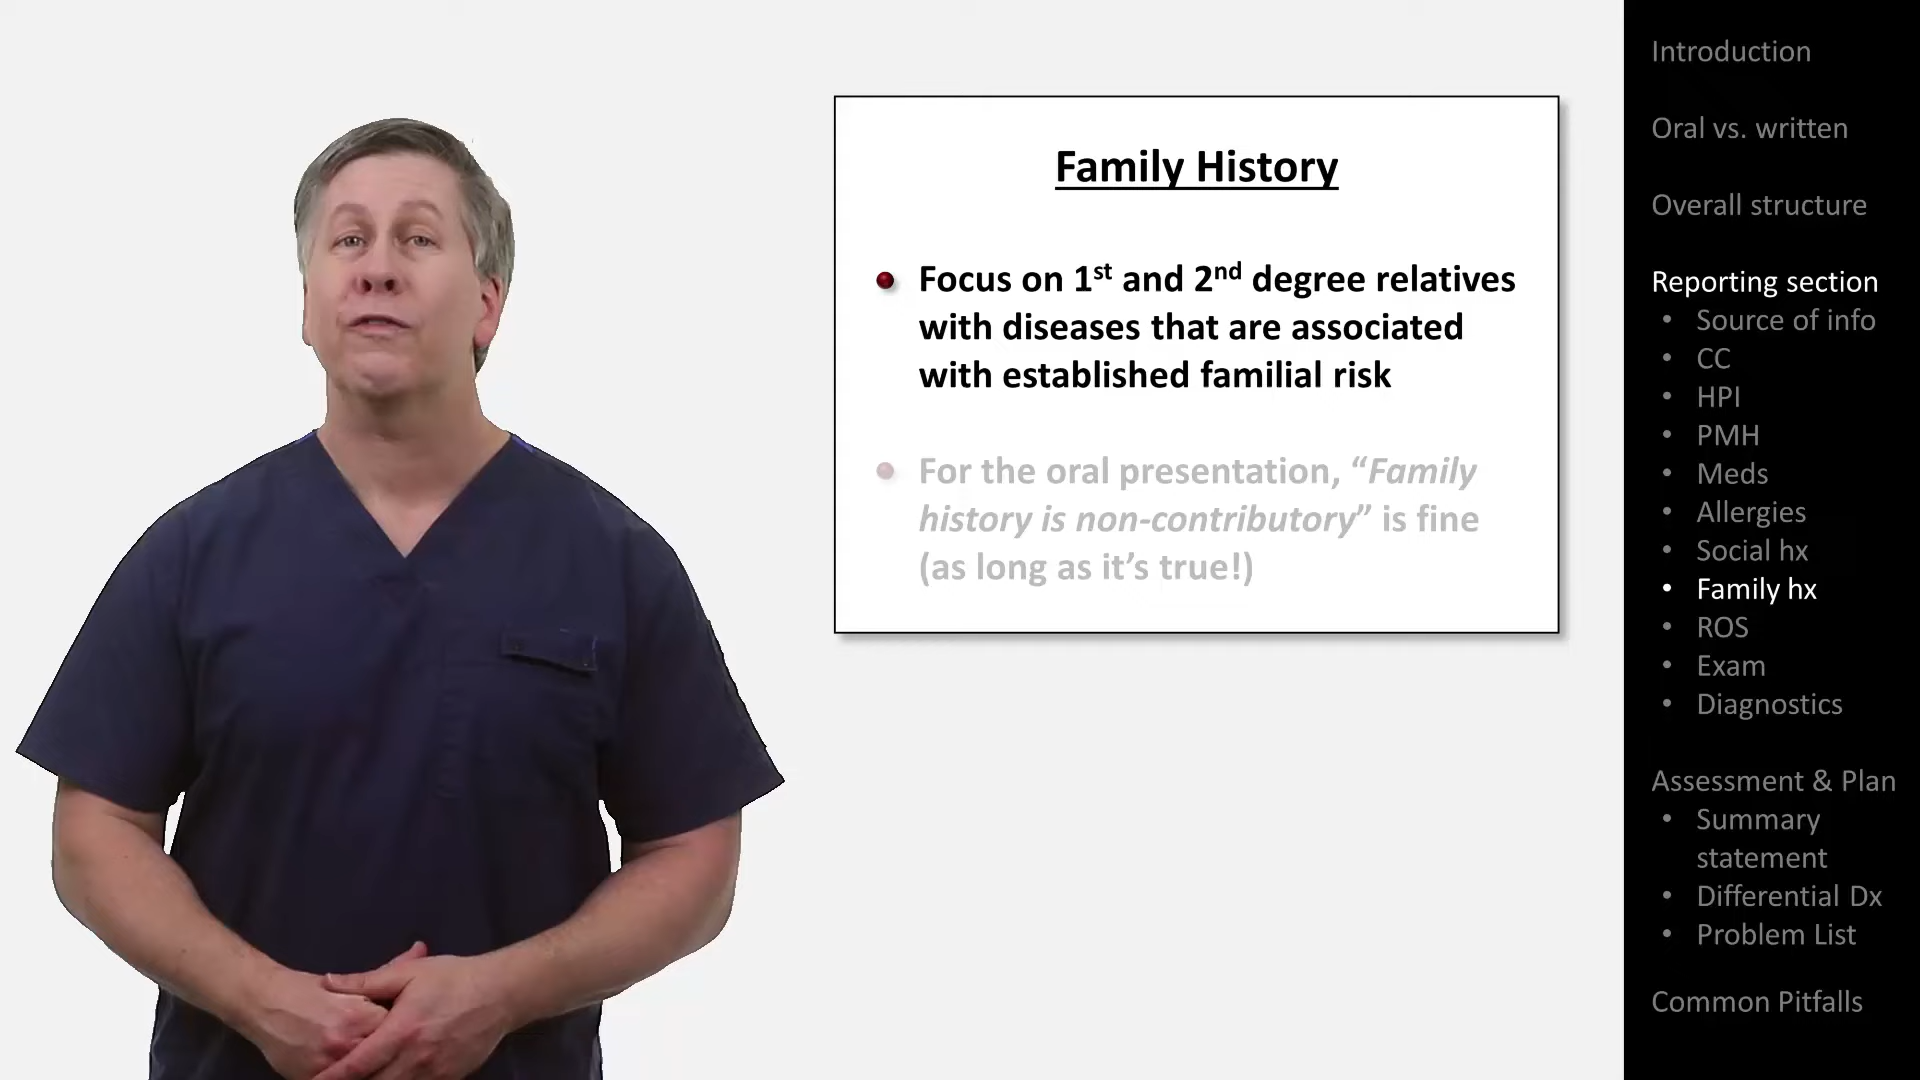 Family History
• Focus on 1st and 2nd degree relatives
with diseases that are associated
with established familial risk
• For the oral presentation, “Family
history is non-contributory” is fine
(as long as it’s true!)
Introduction
Oral vs. written
Overall structure
Reporting section
• Source of info
• CC
• HPI
• PMH
• Meds
• Allergies
• Social hx
• Family hx
• ROS
• Exam
• Diagnostics
Assessment & Plan
• Summary
statement
• Differential Dx
• Problem List
Common Pitfalls